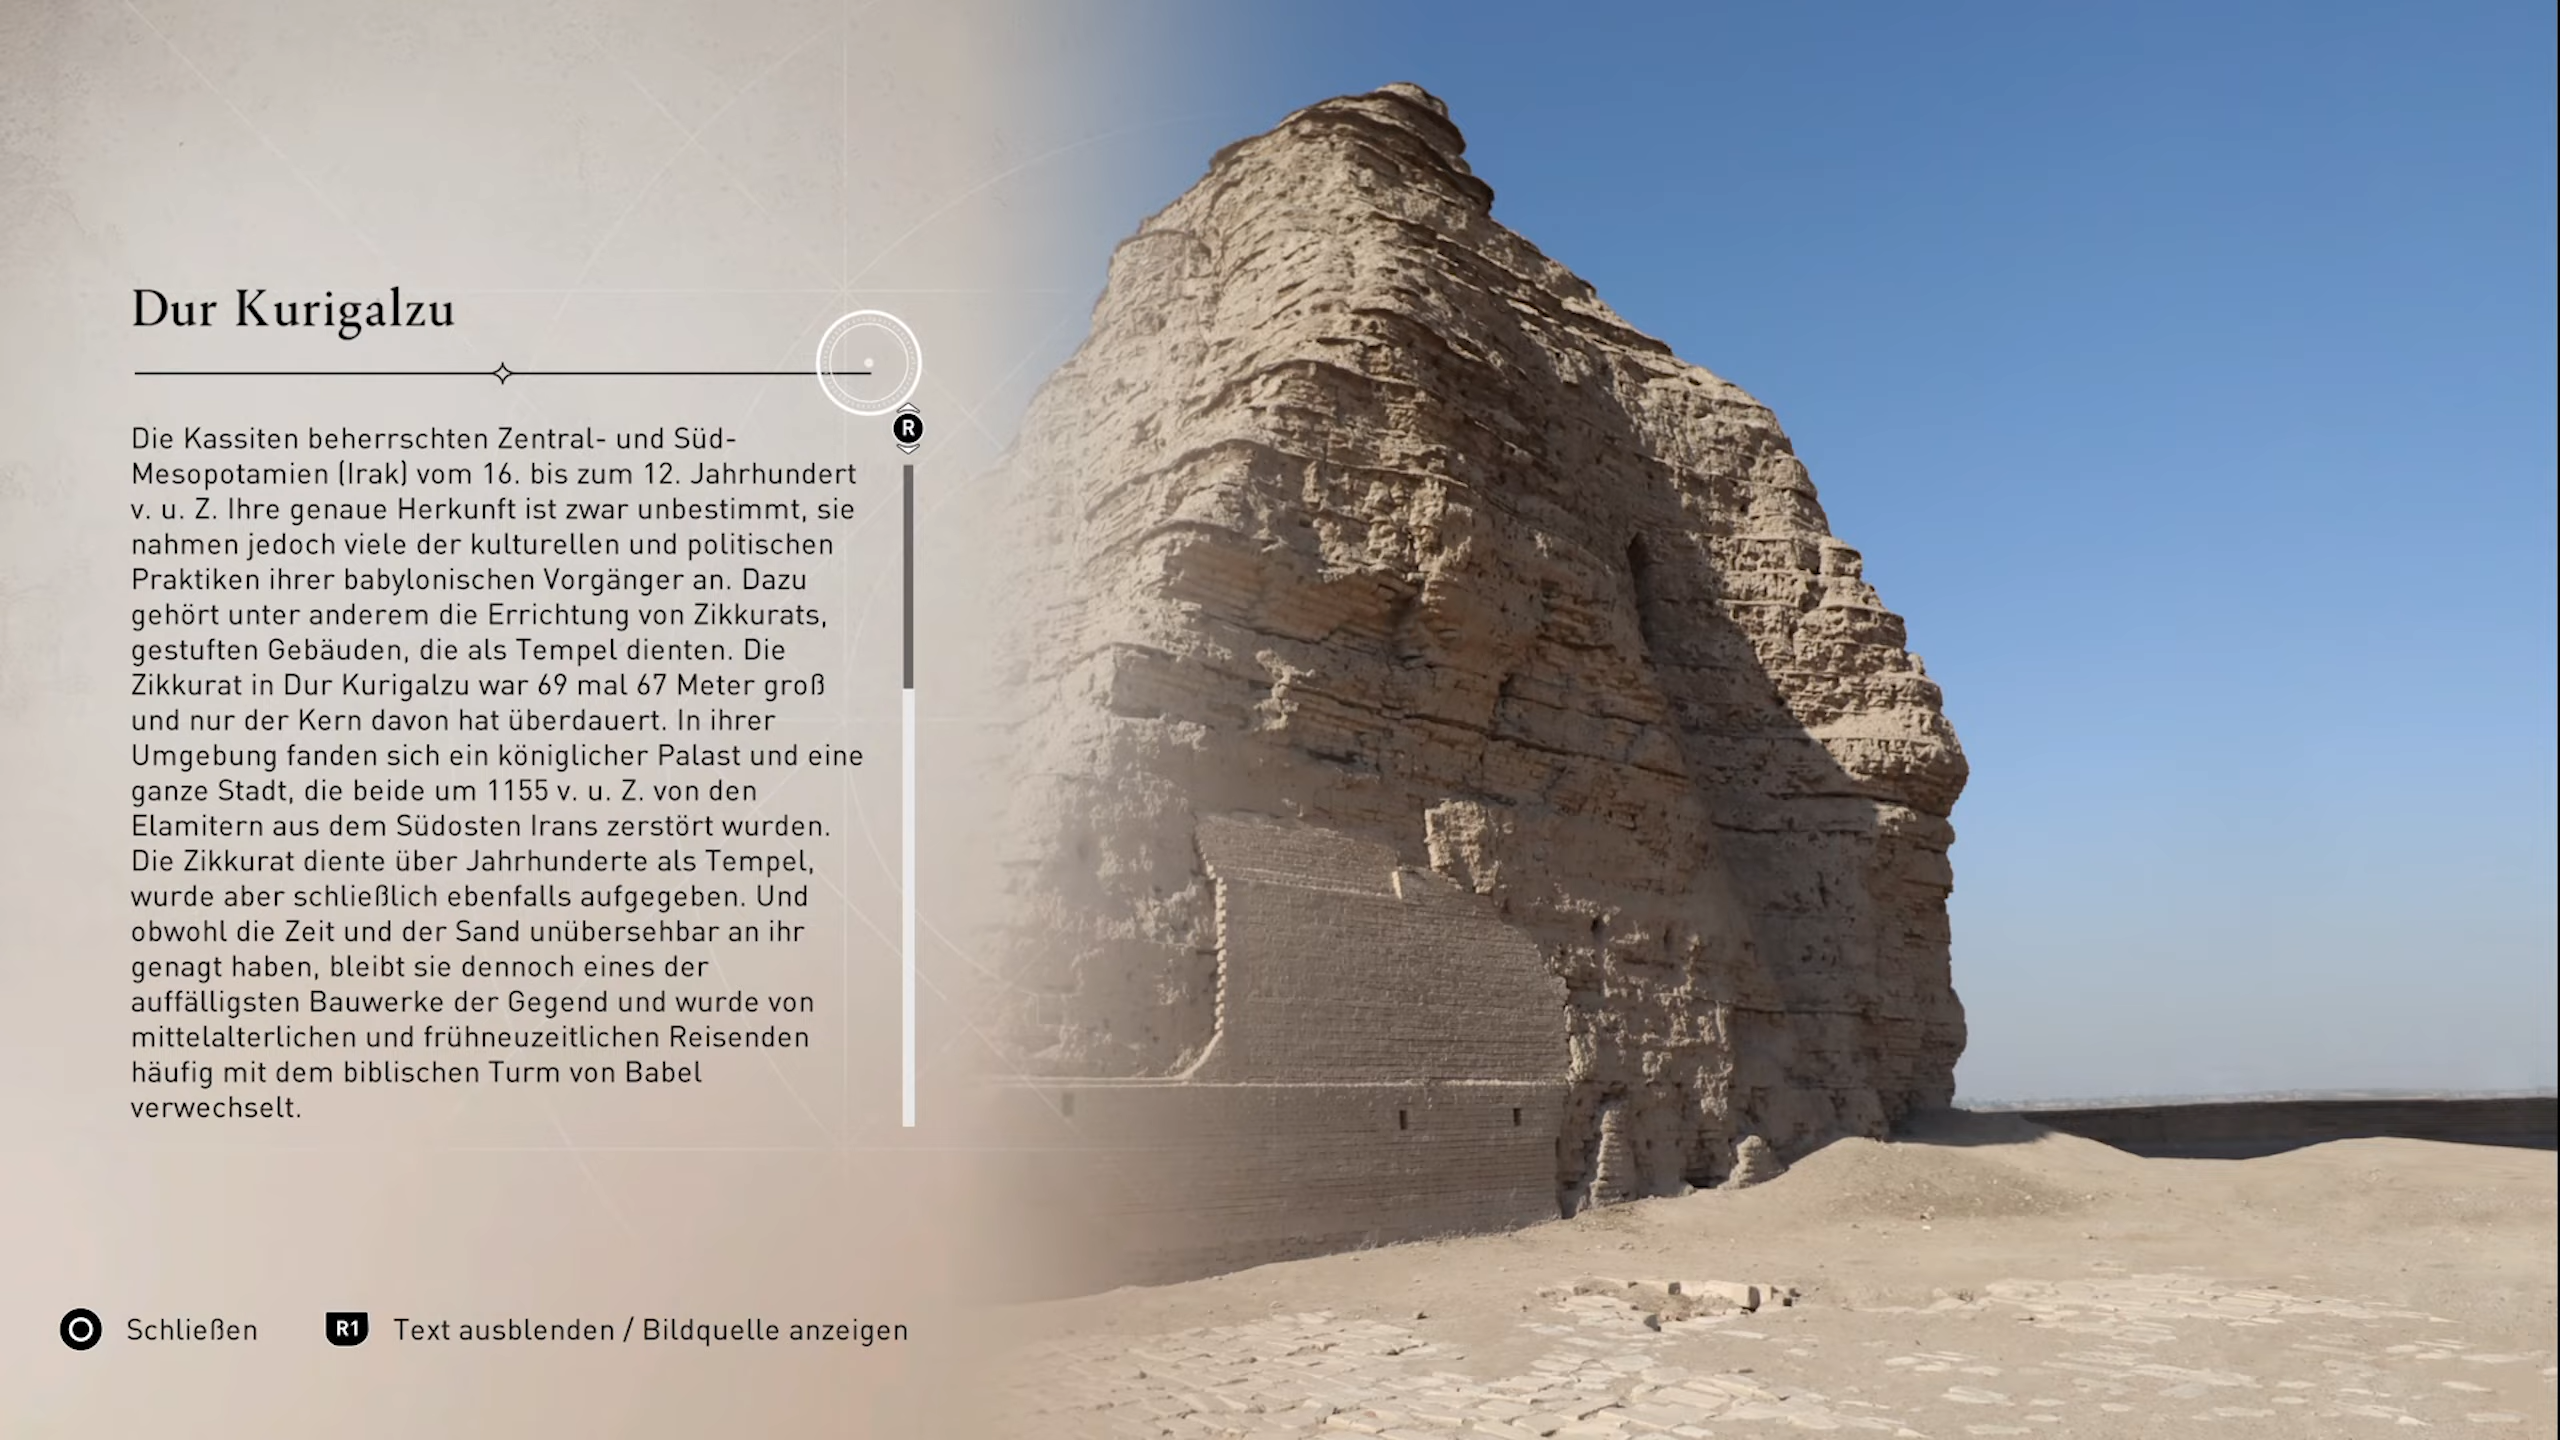 Dur Kurigalzu
R
Die Kassiten beherrschten Zentral- und Süd-
Mesopotamien (Irak) vom 16. bis zum 12. Jahrhundert
v. u. Z. Ihre genaue Herkunft ist zwar unbestimmt, sie
nahmen jedoch viele der kulturellen und politischen
Praktiken ihrer babylonischen Vorgänger an. Dazu
gehört unter anderem die Errichtung von Zikkurats,
gestuften Gebäuden, die als Tempel dienten. Die
Zikkurat in Dur Kurigalzu war 69 mal 67 Meter groß
und nur der Kern davon hat überdauert. In ihrer
Umgebung fanden sich ein königlicher Palast und eine
ganze Stadt, die beide um 1155 v. u. Z. von den
Elamitern aus dem Südosten Irans zerstört wurden.
Die Zikkurat diente über Jahrhunderte als Tempel,
wurde aber schließlich ebenfalls aufgegeben. Und
obwohl die Zeit und der Sand unübersehbar an ihr
genagt haben, bleibt sie dennoch eines der
auffälligsten Bauwerke der Gegend und wurde von
mittelalterlichen und frühneuzeitlichen Reisenden
häufig mit dem biblischen Turm von Babel
verwechselt.
Schließen R1 Text ausblenden / Bildquelle anzeigen